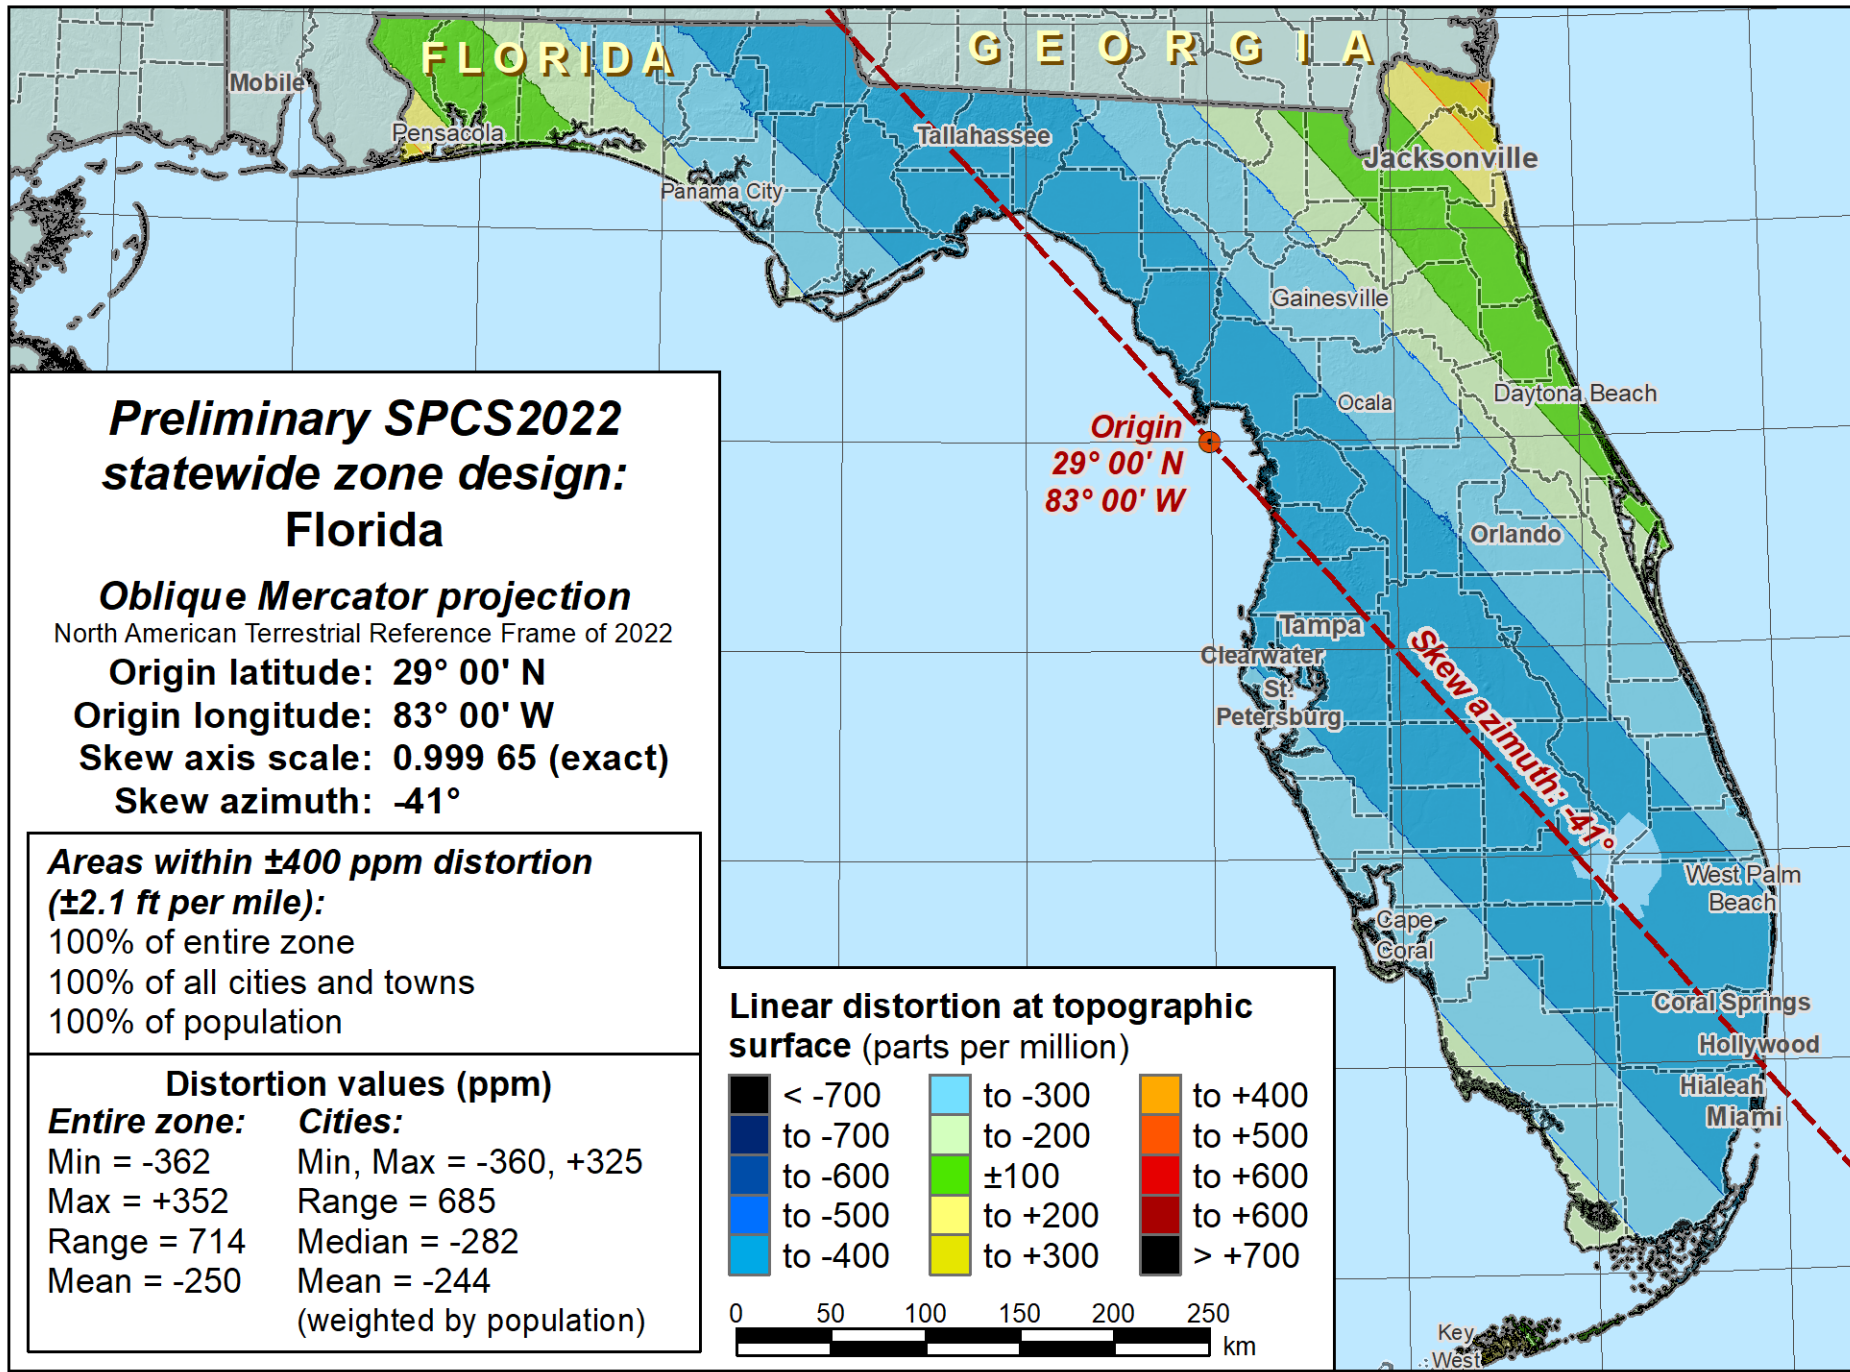 FLORIDA
GEORGIA
Mobile
Pensacola
Tallahassee
Jacksonville
Panama City
Gainesville
Daytona Beach
Ocala
Origin
29° 00' N
83° 00' W
Orlando
Tampa
Clearwater
St.
Petersburg
Skew azimuth: -41°
West Palm
Beach
Cape
Coral
Coral Springs
Hollywood
Hialeah
Miami
Key
West
Preliminary SPCS2022
statewide zone design:
Florida
Oblique Mercator projection
North American Terrestrial Reference Frame of 2022
Origin latitude: 29° 00' N
Origin longitude: 83° 00' W
Skew axis scale: 0.999 65 (exact)
Skew azimuth: -41°
Areas within ±400 ppm distortion
(±2.1 ft per mile):
100% of entire zone
100% of all cities and towns
100% of population
Distortion values (ppm)
Entire zone: Cities:
Min = -362 Min, Max = -360, +325
Max = +352 Range = 685
Range = 714 Median = -282
Mean = -250 Mean = -244
(weighted by population)
Linear distortion at topographic
surface (parts per million)
< -700 to -300 to +400
to -700 to -200 to +500
to -600 ±100 to +600
to -500 to +200 to +600
to -400 to +300 > +700
0 50 100 150 200 250
km